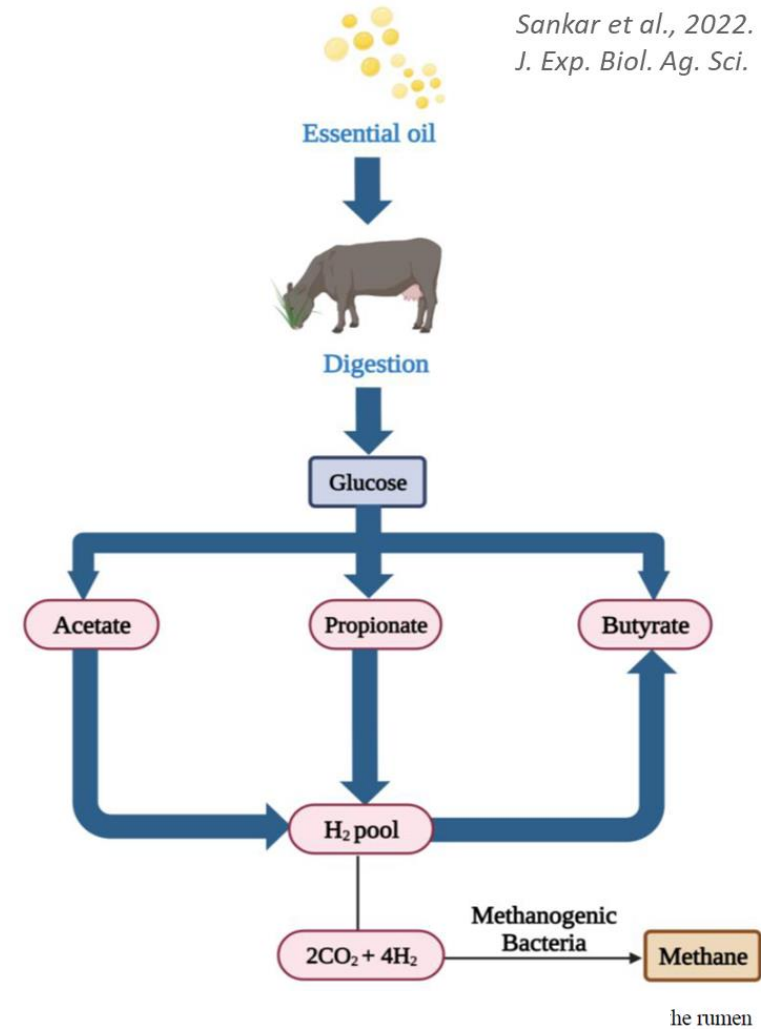 Sankar et al., 2022.
J. Exp. Biol. Ag. Sci.
Essential oil
Digestion
Glucose
Acetate
Propionate
Butyrate
H₂ pool
Methanogenic
Bacteria
2CO₂ + 4H₂
Methane
he rumen